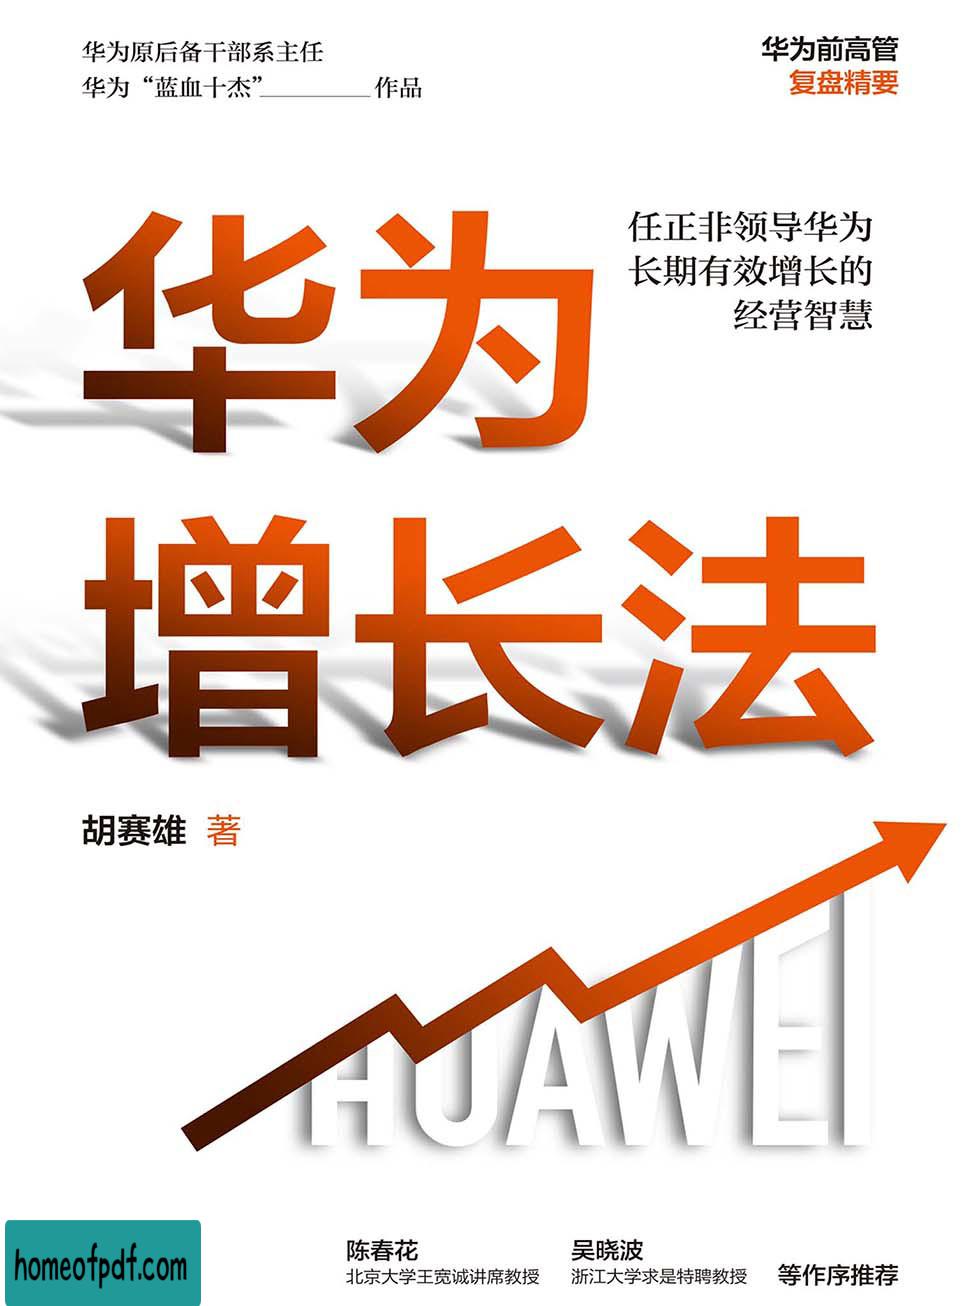 华为原后备干部系主任
华为“蓝血十杰”________作品
华为前高管
复盘精要
华为
任正非领导华为
长期有效增长的
经营智慧
增长法
胡赛雄 著
HUAWEI
陈春花
北京大学王宽诚讲席教授
吴晓波
浙江大学求是特聘教授
等作序推荐
homeofpdf.com